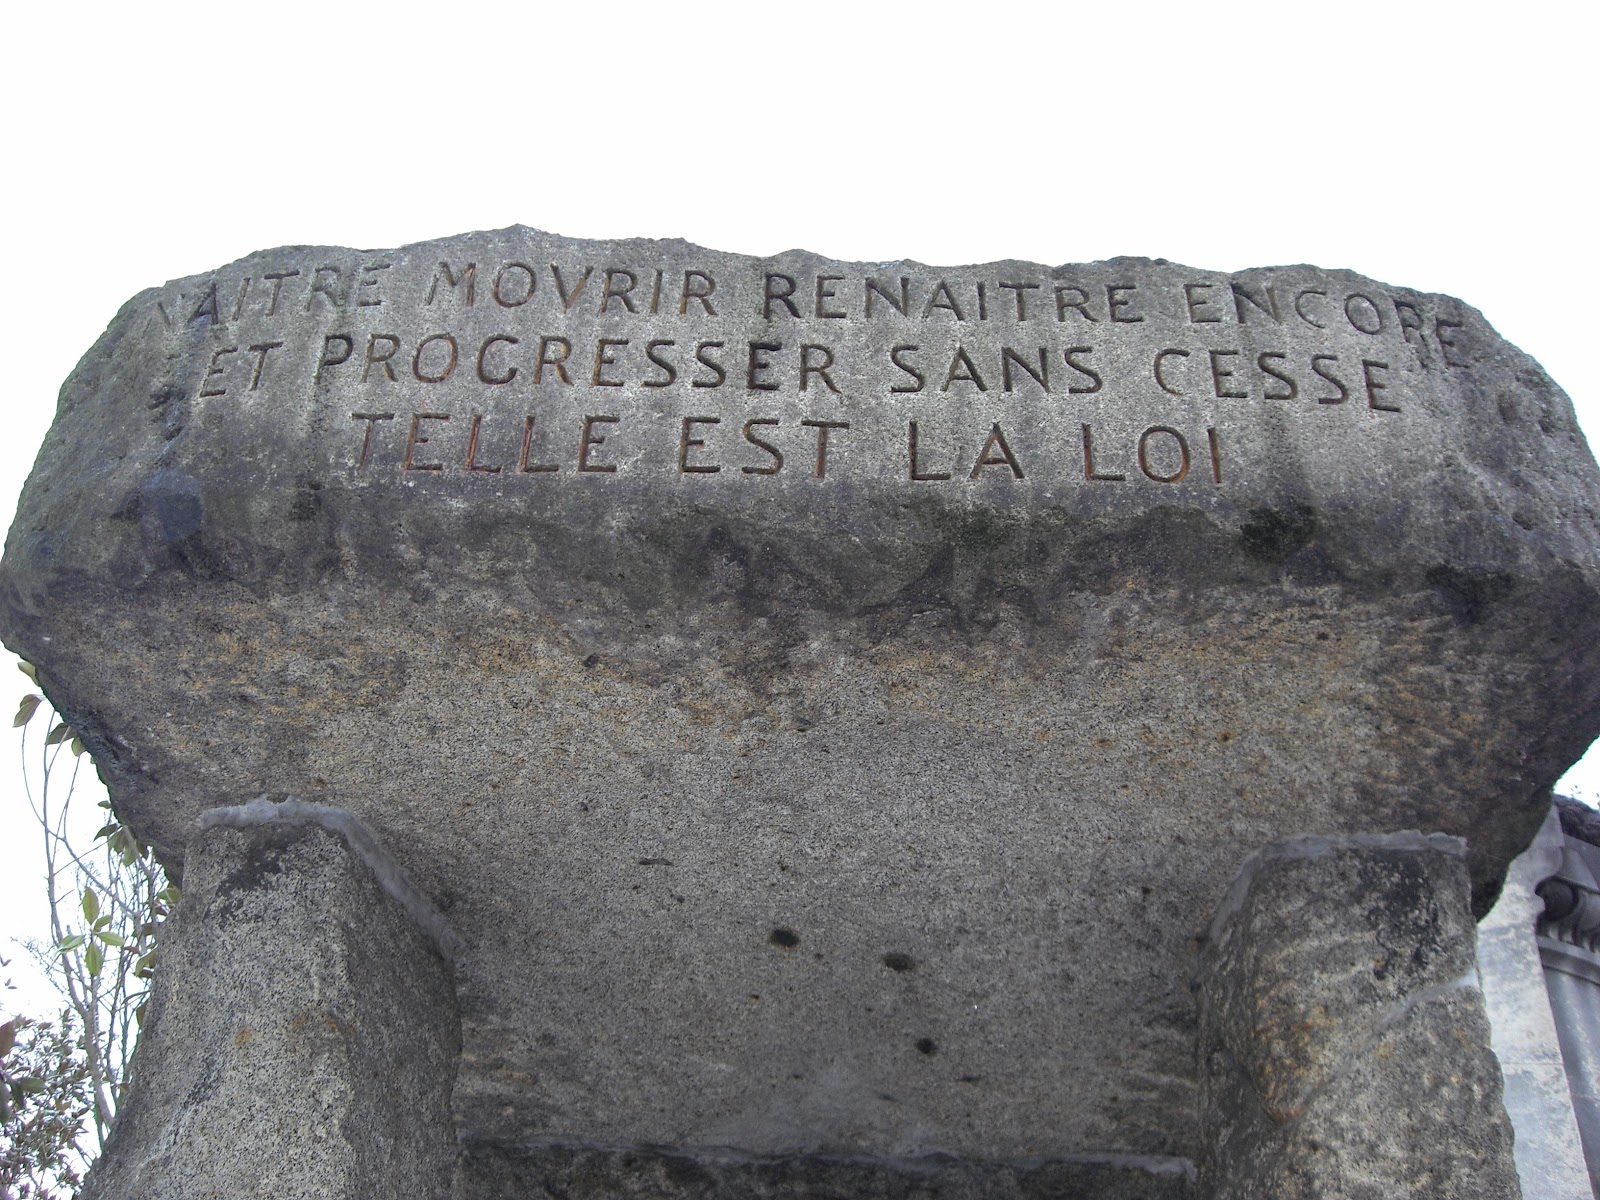 NAITRE MOVRIR RENAITRE ENCORE
ET PROGRESSER SANS CESSE
TELLE EST LA LOI